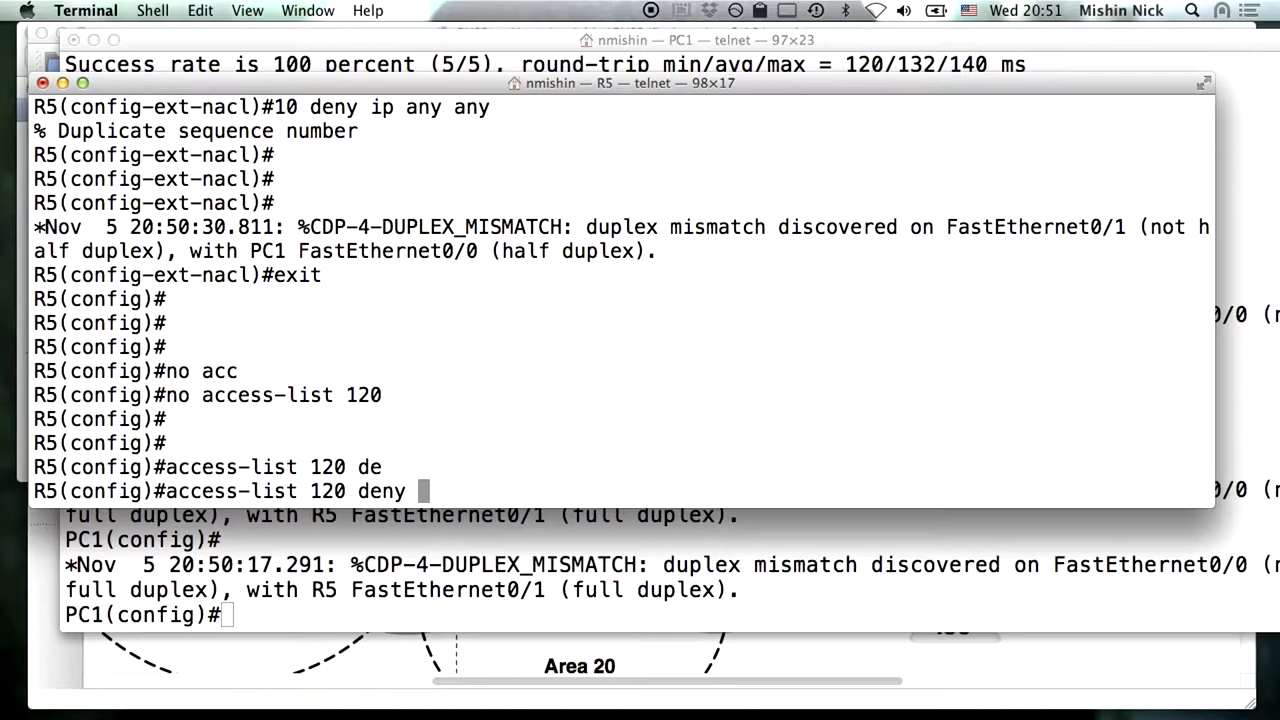 Terminal Shell Edit View Window Help Wed 20:51 Mishin Nick
nmishin — PC1 — telnet — 97×23
Success rate is 100 percent (5/5), round-trip min/avg/max = 120/132/140 ms
nmishin — R5 — telnet — 98×17
R5(config-ext-nacl)#10 deny ip any any
% Duplicate sequence number
R5(config-ext-nacl)#
R5(config-ext-nacl)#
R5(config-ext-nacl)#
*Nov  5 20:50:30.811: %CDP-4-DUPLEX_MISMATCH: duplex mismatch discovered on FastEthernet0/1 (not h
alf duplex), with PC1 FastEthernet0/0 (half duplex).
R5(config-ext-nacl)#exit
R5(config)#
R5(config)#
R5(config)#
R5(config)#no acc
R5(config)#no access-list 120
R5(config)#
R5(config)#
R5(config)#access-list 120 de
R5(config)#access-list 120 deny
full duplex), with R5 FastEthernet0/1 (full duplex).
PC1(config)#
*Nov  5 20:50:17.291: %CDP-4-DUPLEX_MISMATCH: duplex mismatch discovered on FastEthernet0/0 (n
full duplex), with R5 FastEthernet0/1 (full duplex).
PC1(config)#
Area 20